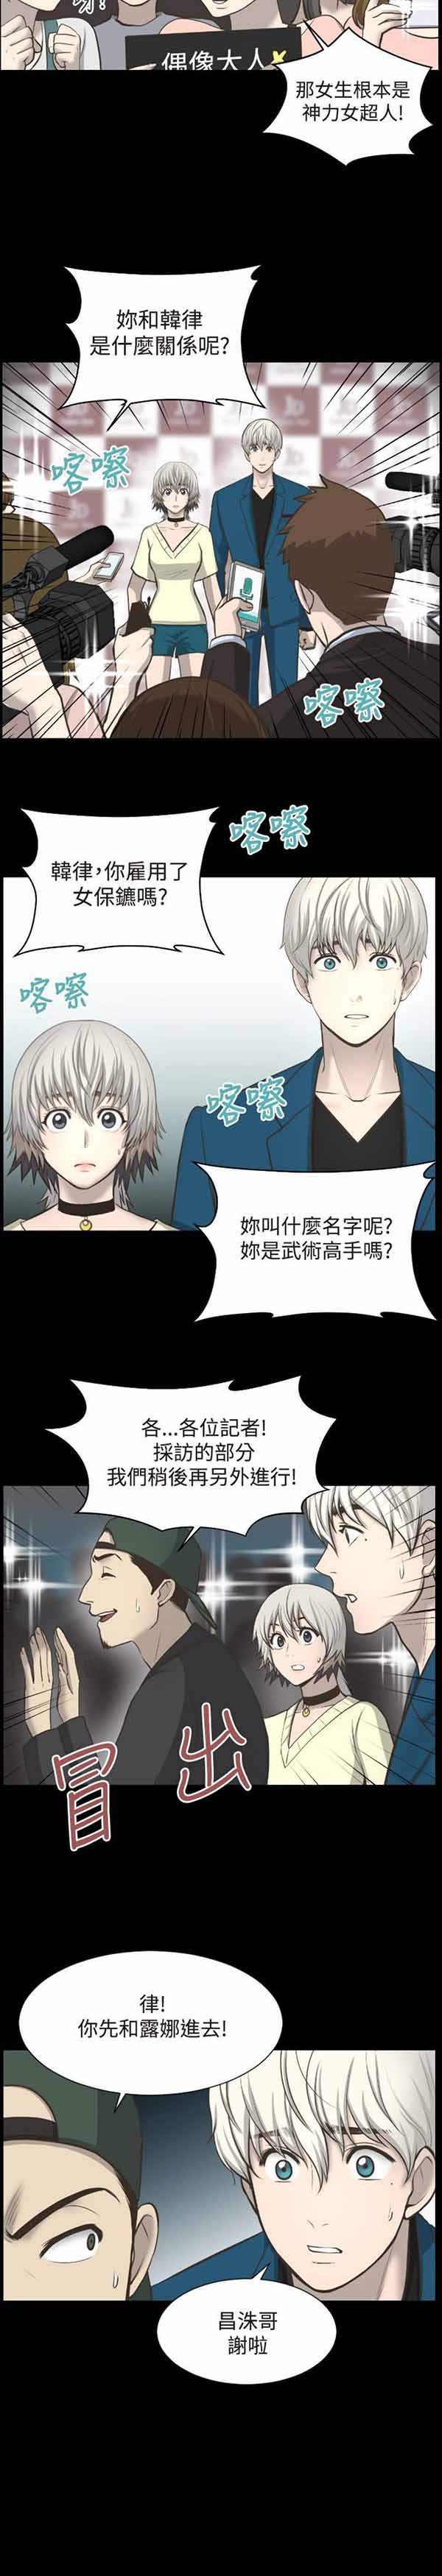 偶像大人
那女生根本是
神力女超人!
妳和韓律
是什麼關係呢?
喀嚓
喀嚓
喀嚓
韓律,你雇用了
女保鑣嗎?
喀嚓
喀嚓
妳叫什麼名字呢?
妳是武術高手嗎?
各...各位記者!
採訪的部分
我們稍後再另外進行!
冒出
律!
你先和露娜進去!
昌洙哥
謝啦